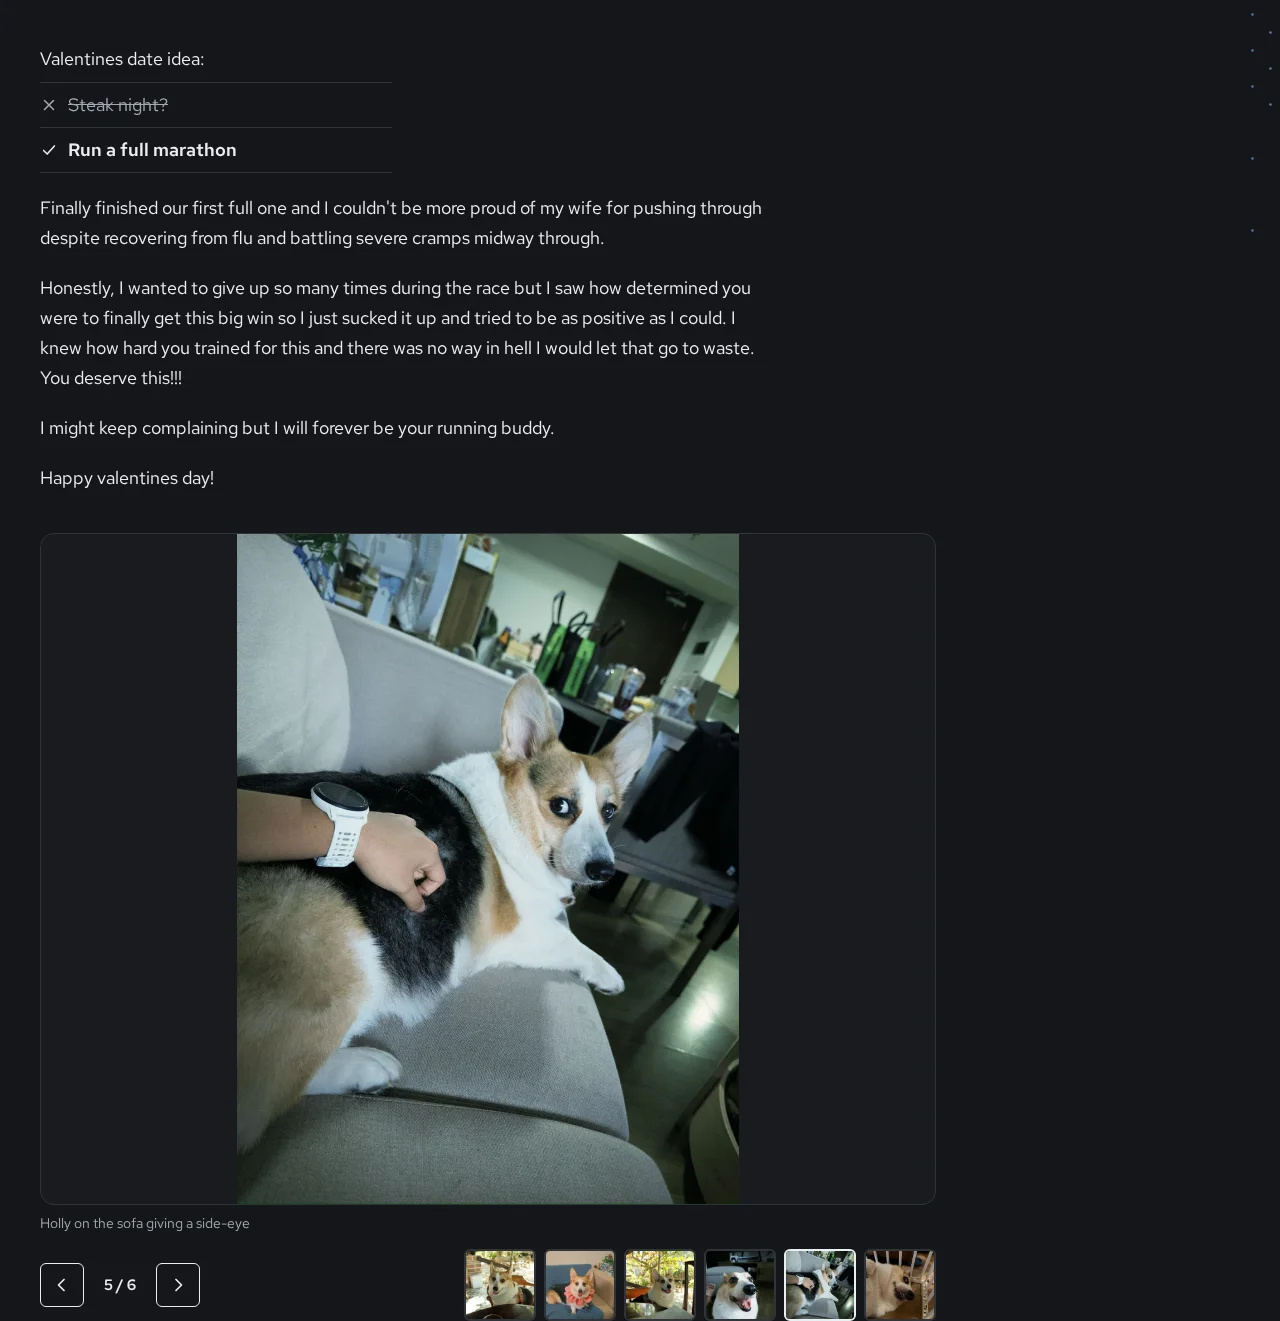 Valentines date idea:
Steak night?
Run a full marathon
Finally finished our first full one and I couldn't be more proud of my wife for pushing through
despite recovering from flu and battling severe cramps midway through.
Honestly, I wanted to give up so many times during the race but I saw how determined you
were to finally get this big win so I just sucked it up and tried to be as positive as I could. I
knew how hard you trained for this and there was no way in hell I would let that go to waste.
You deserve this!!!
I might keep complaining but I will forever be your running buddy.
Happy valentines day!
Holly on the sofa giving a side-eye
5 / 6